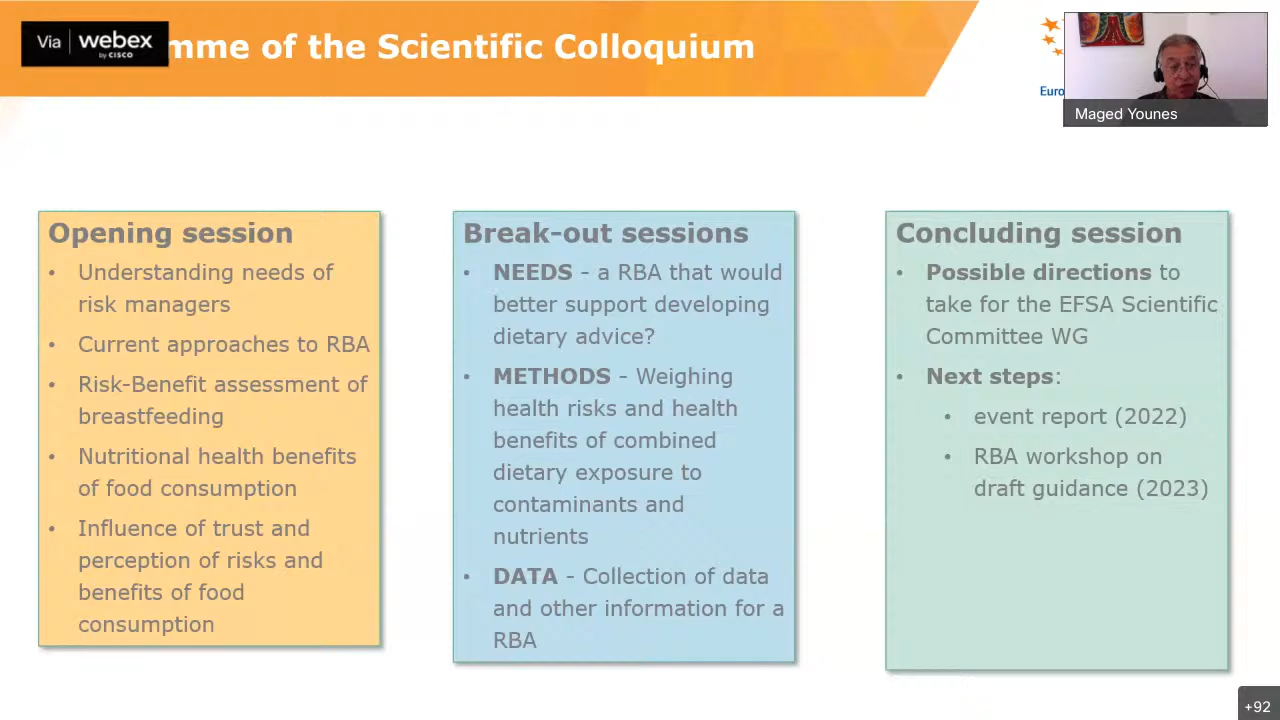 Via webex
by CISCO
mme of the Scientific Colloquium
Euro
Maged Younes
Opening session
• Understanding needs of
risk managers
• Current approaches to RBA
• Risk-Benefit assessment of
breastfeeding
• Nutritional health benefits
of food consumption
• Influence of trust and
perception of risks and
benefits of food
consumption
Break-out sessions
• NEEDS - a RBA that would
better support developing
dietary advice?
• METHODS - Weighing
health risks and health
benefits of combined
dietary exposure to
contaminants and
nutrients
• DATA - Collection of data
and other information for a
RBA
Concluding session
• Possible directions to
take for the EFSA Scientific
Committee WG
• Next steps:
• event report (2022)
• RBA workshop on
draft guidance (2023)
+92